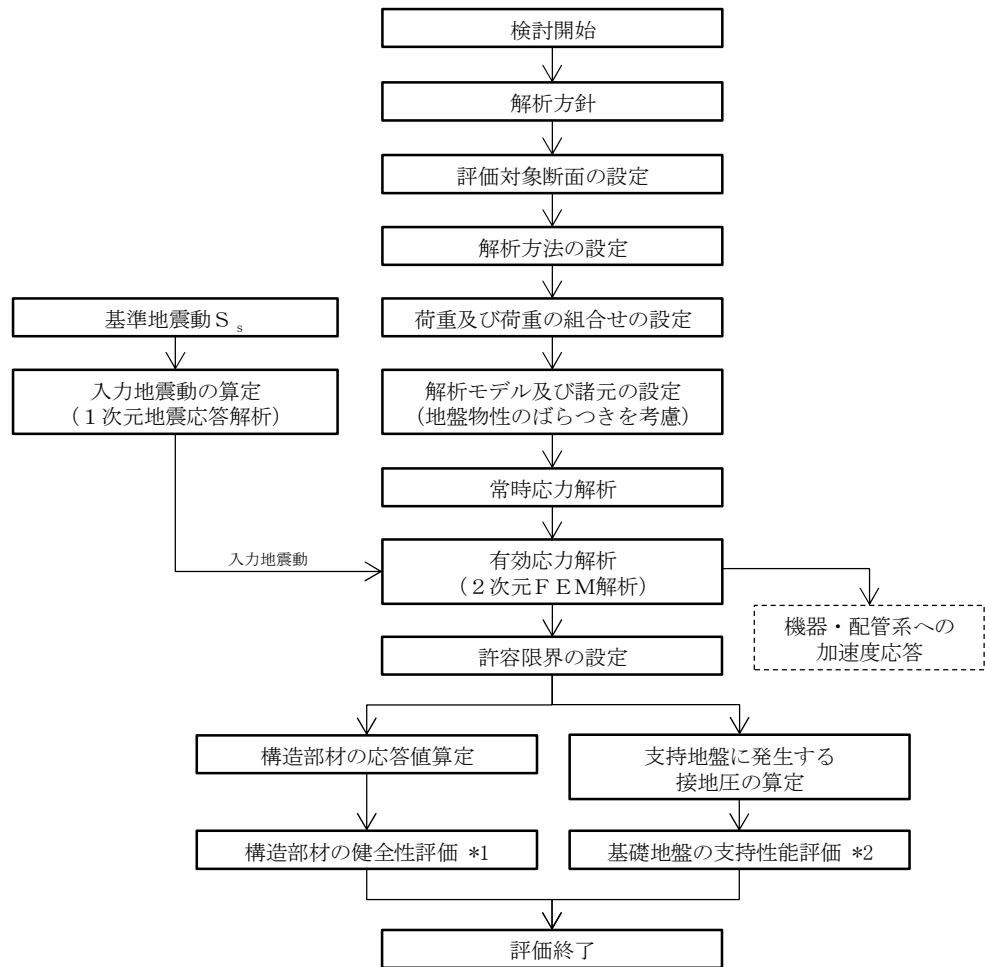 検討開始
解析方針
評価対象断面の設定
解析方法の設定
基準地震動Ｓｓ
荷重及び荷重の組合せの設定
入力地震動の算定
（１次元地震応答解析）
解析モデル及び諸元の設定
（地盤物性のばらつきを考慮）
常時応力解析
入力地震動
有効応力解析
（２次元ＦＥＭ解析）
機器・配管系への
加速度応答
許容限界の設定
構造部材の応答値算定
支持地盤に発生する
接地圧の算定
構造部材の健全性評価 *1
基礎地盤の支持性能評価 *2
評価終了